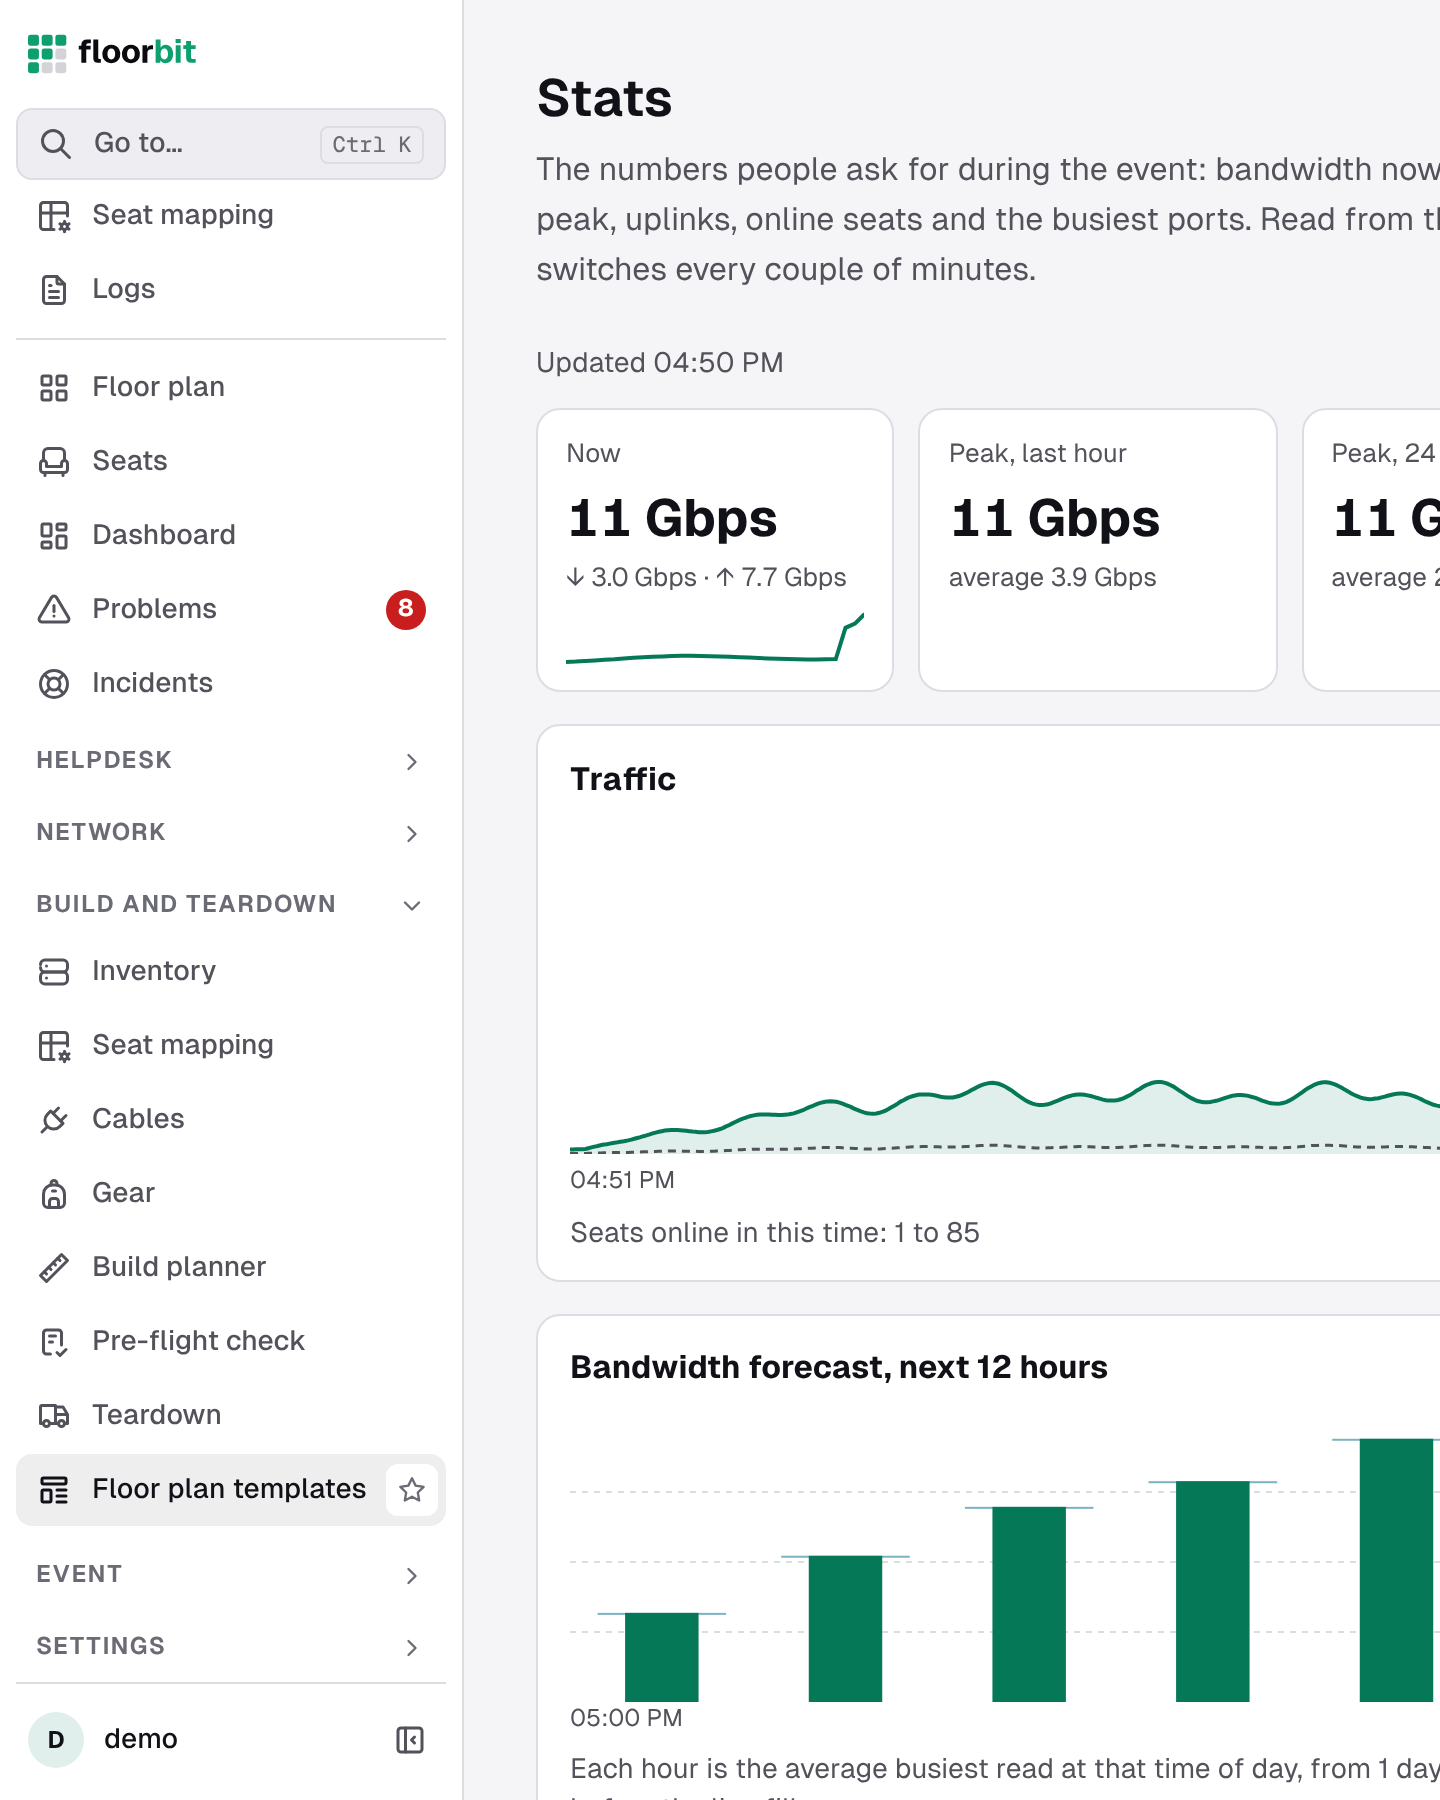 floorbit
Go to... Ctrl K
Seat mapping
Logs
Floor plan
Seats
Dashboard
Problems 8
Incidents
HELPDESK
NETWORK
BUILD AND TEARDOWN
Inventory
Seat mapping
Cables
Gear
Build planner
Pre-flight check
Teardown
Floor plan templates
EVENT
SETTINGS
D demo
Stats
The numbers people ask for during the event: bandwidth now
peak, uplinks, online seats and the busiest ports. Read from
switches every couple of minutes.
Updated 04:50 PM
Now
11 Gbps
↓ 3.0 Gbps · ↑ 7.7 Gbps
Peak, last hour
11 Gbps
average 3.9 Gbps
Peak, 24
11 G
average
Traffic
04:51 PM
Seats online in this time: 1 to 85
Bandwidth forecast, next 12 hours
05:00 PM
Each hour is the average busiest read at that time of day, from 1 day